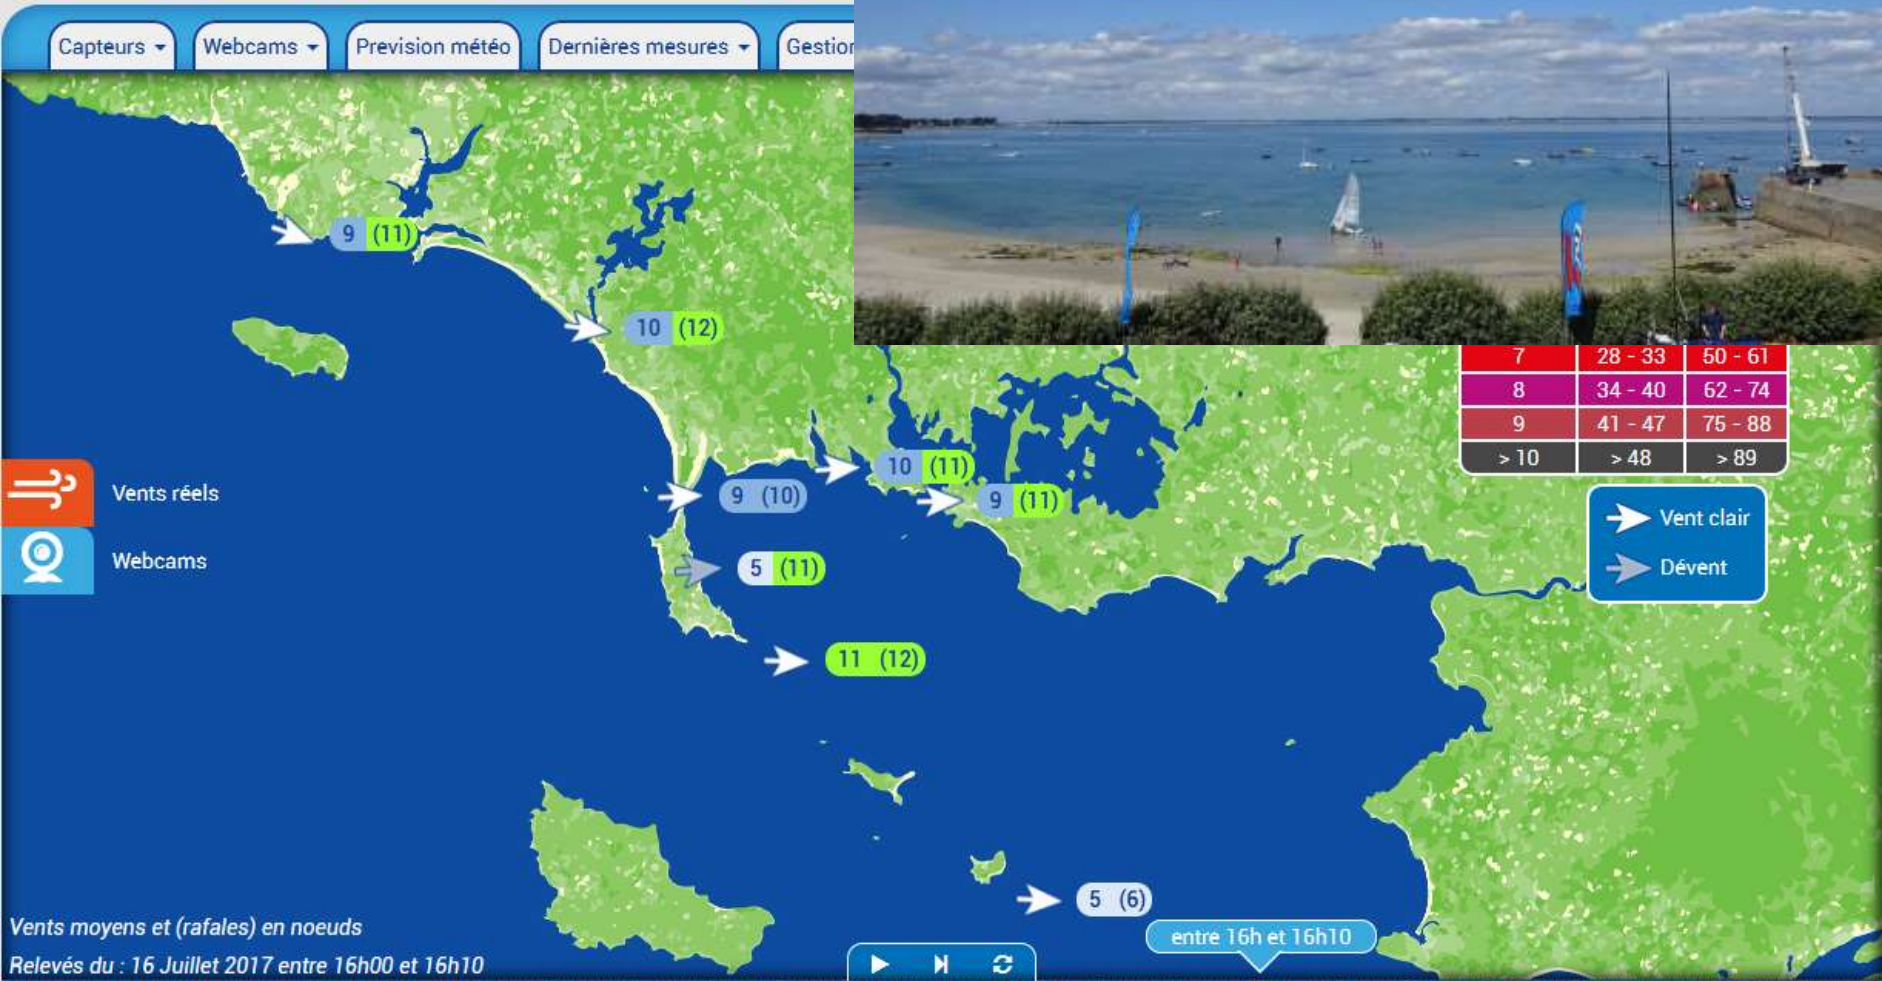 Capteurs
Webcams
Prevision météo
Dernières mesures
Gestion
9 (11)
10 (12)
7 28 - 33 50 - 61
8 34 - 40 62 - 74
9 41 - 47 75 - 88
> 10 > 48 > 89
10 (11)
9 (10)
9 (11)
Vents réels
Vent clair
Webcams
5 (11)
Dévent
11 (12)
5 (6)
Vents moyens et (rafales) en noeuds
entre 16h et 16h10
Relevés du : 16 Juillet 2017 entre 16h00 et 16h10